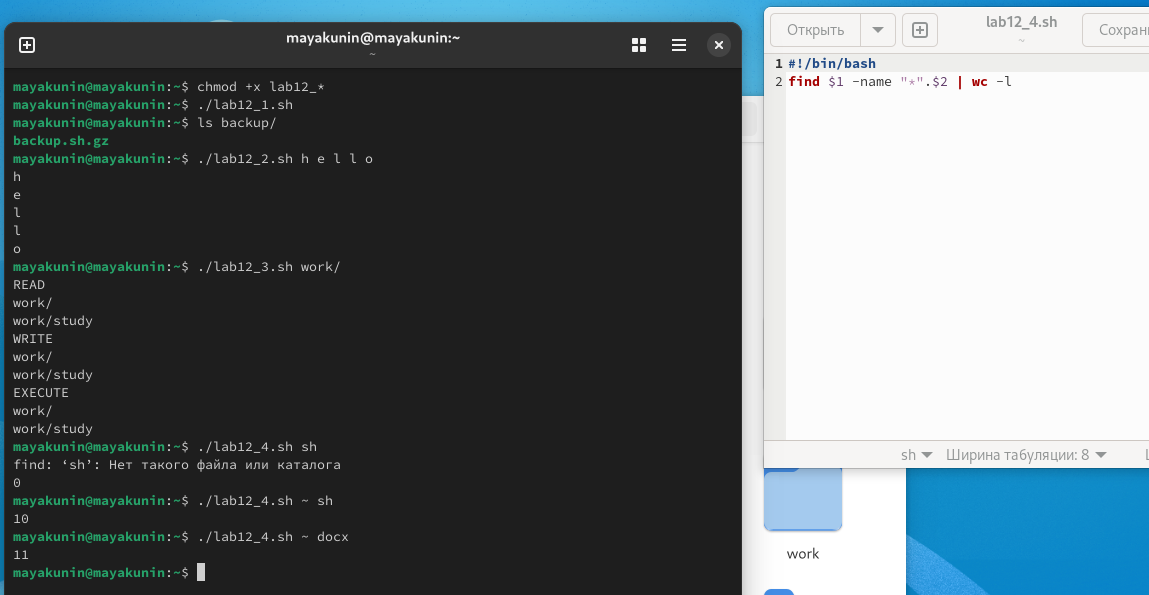 mayakunin@mayakunin:~
~
mayakunin@mayakunin:~$ chmod +x lab12_*
mayakunin@mayakunin:~$ ./lab12_1.sh
mayakunin@mayakunin:~$ ls backup/
backup.sh.gz
mayakunin@mayakunin:~$ ./lab12_2.sh h e l l o
h
e
l
l
o
mayakunin@mayakunin:~$ ./lab12_3.sh work/
READ
work/
work/study
WRITE
work/
work/study
EXECUTE
work/
work/study
mayakunin@mayakunin:~$ ./lab12_4.sh sh
find: ‘sh’: Нет такого файла или каталога
0
mayakunin@mayakunin:~$ ./lab12_4.sh ~ sh
10
mayakunin@mayakunin:~$ ./lab12_4.sh ~ docx
11
mayakunin@mayakunin:~$
Открыть
lab12_4.sh
~
1 #!/bin/bash
2 find $1 -name "*".$2 | wc -l
sh Ширина табуляции: 8
work